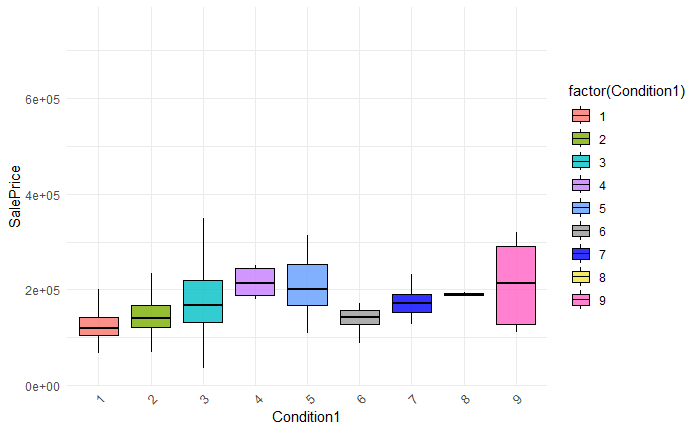 6e+05
4e+05
2e+05
0e+00
SalePrice
1 2 3 4 5 6 7 8 9
Condition1
factor(Condition1)
1
2
3
4
5
6
7
8
9